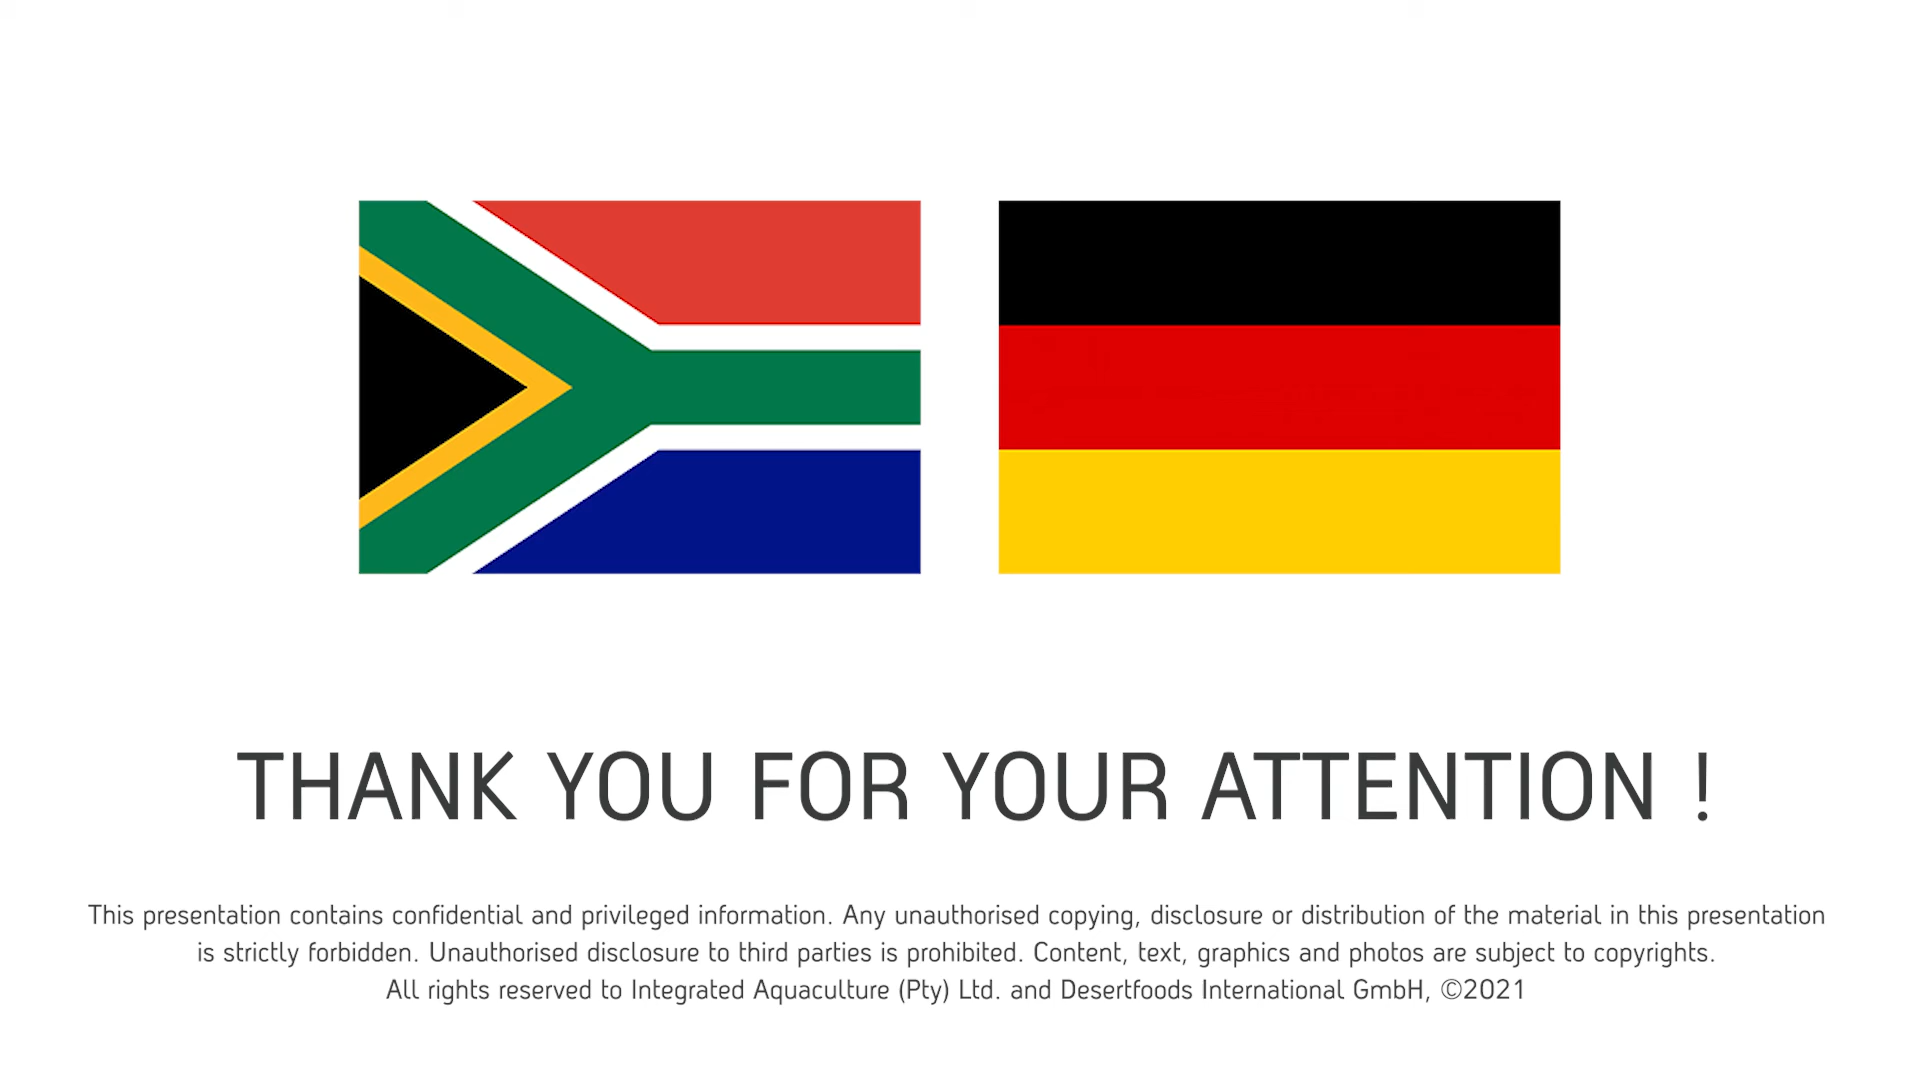 THANK YOU FOR YOUR ATTENTION !
This presentation contains confidential and privileged information. Any unauthorised copying, disclosure or distribution of the material in this presentation
is strictly forbidden. Unauthorised disclosure to third parties is prohibited. Content, text, graphics and photos are subject to copyrights.
All rights reserved to Integrated Aquaculture (Pty) Ltd. and Desertfoods International GmbH, ©2021